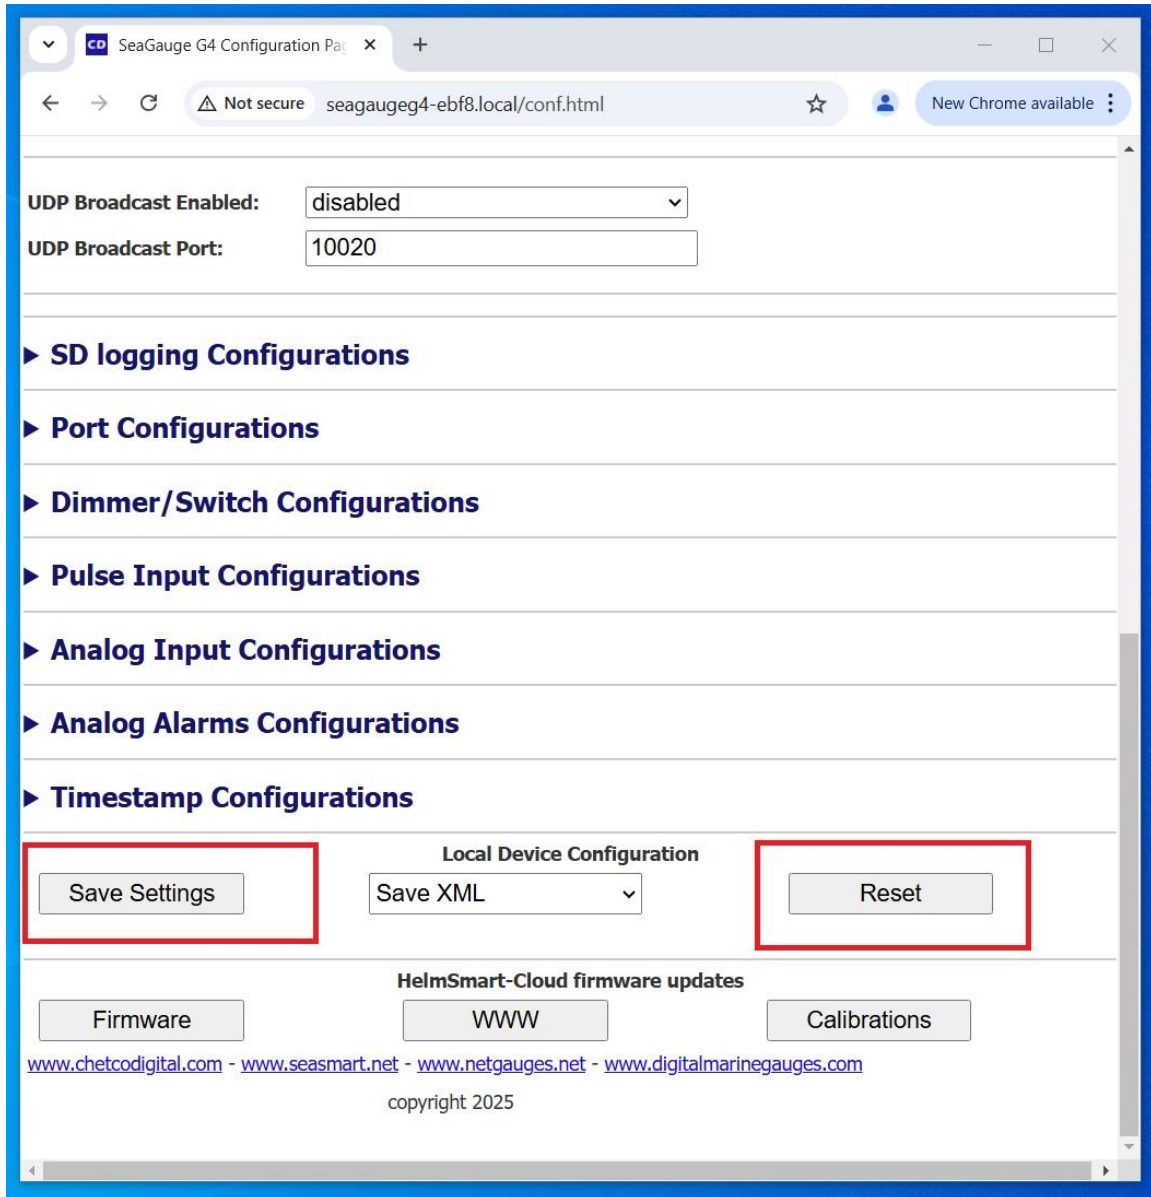 CD SeaGauge G4 Configuration Pag
Not secure seagaugeg4-ebf8.local/conf.html New Chrome available
UDP Broadcast Enabled: disabled
UDP Broadcast Port: 10020
SD logging Configurations
Port Configurations
Dimmer/Switch Configurations
Pulse Input Configurations
Analog Input Configurations
Analog Alarms Configurations
Timestamp Configurations
Local Device Configuration
Save Settings Save XML Reset
HelmSmart-Cloud firmware updates
Firmware WWW Calibrations
www.chetcodigital.com - www.seasmart.net - www.netgauges.net - www.digitalmarinegauges.com
copyright 2025